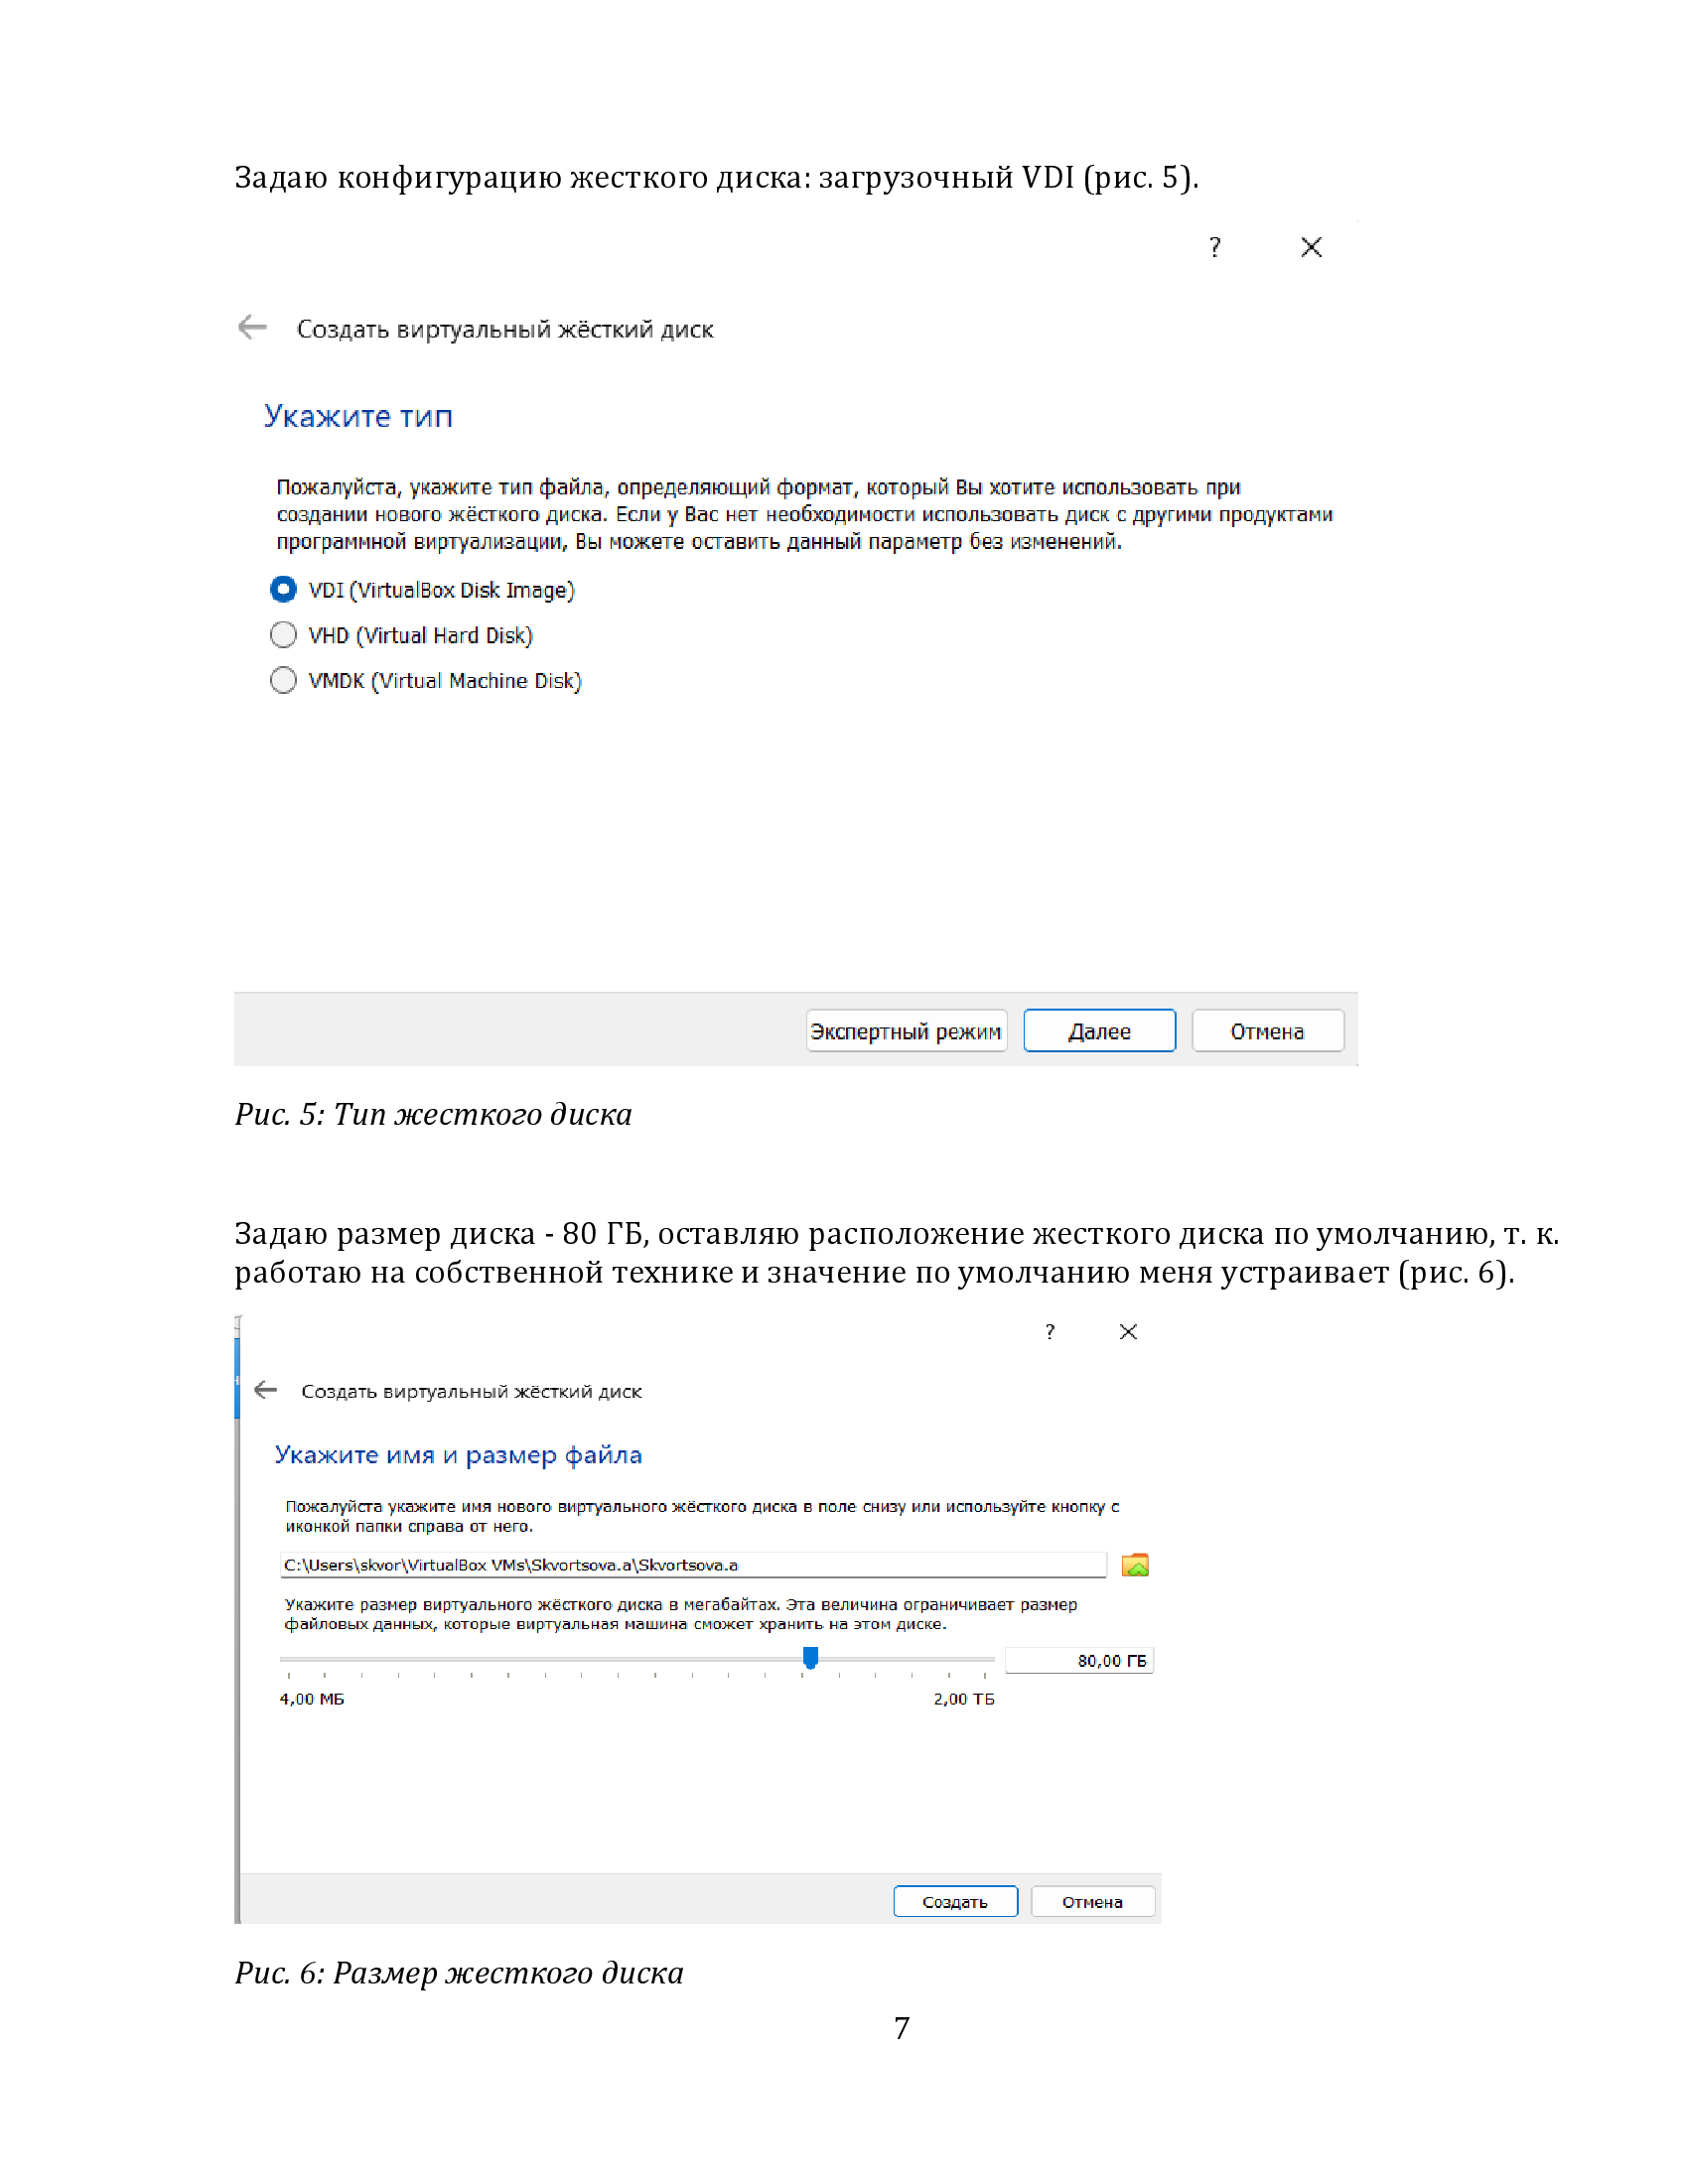 Задаю конфигурацию жесткого диска: загрузочный VDI (рис. 5).
?
Создать виртуальный жёсткий диск
Укажите тип
Пожалуйста, укажите тип файла, определяющий формат, который Вы хотите использовать при
создании нового жёсткого диска. Если у Вас нет необходимости использовать диск с другими продуктами
программной виртуализации, Вы можете оставить данный параметр без изменений.
VDI (VirtualBox Disk Image)
VHD (Virtual Hard Disk)
VMDK (Virtual Machine Disk)
Экспертный режим Далее Отмена
Рис. 5: Тип жесткого диска
Задаю размер диска - 80 ГБ, оставляю расположение жесткого диска по умолчанию, т. к.
работаю на собственной технике и значение по умолчанию меня устраивает (рис. 6).
?
Создать виртуальный жёсткий диск
Укажите имя и размер файла
Пожалуйста укажите имя нового виртуального жёсткого диска в поле снизу или используйте кнопку с
иконкой папки справа от него.
C:\Users\skvor\VirtualBox VMs\Skvortsova.a\Skvortsova.a
Укажите размер виртуального жёсткого диска в мегабайтах. Эта величина ограничивает размер
файловых данных, которые виртуальная машина сможет хранить на этом диске.
80,00 ГБ
4,00 МБ 2,00 ТБ
Создать Отмена
Рис. 6: Размер жесткого диска
7